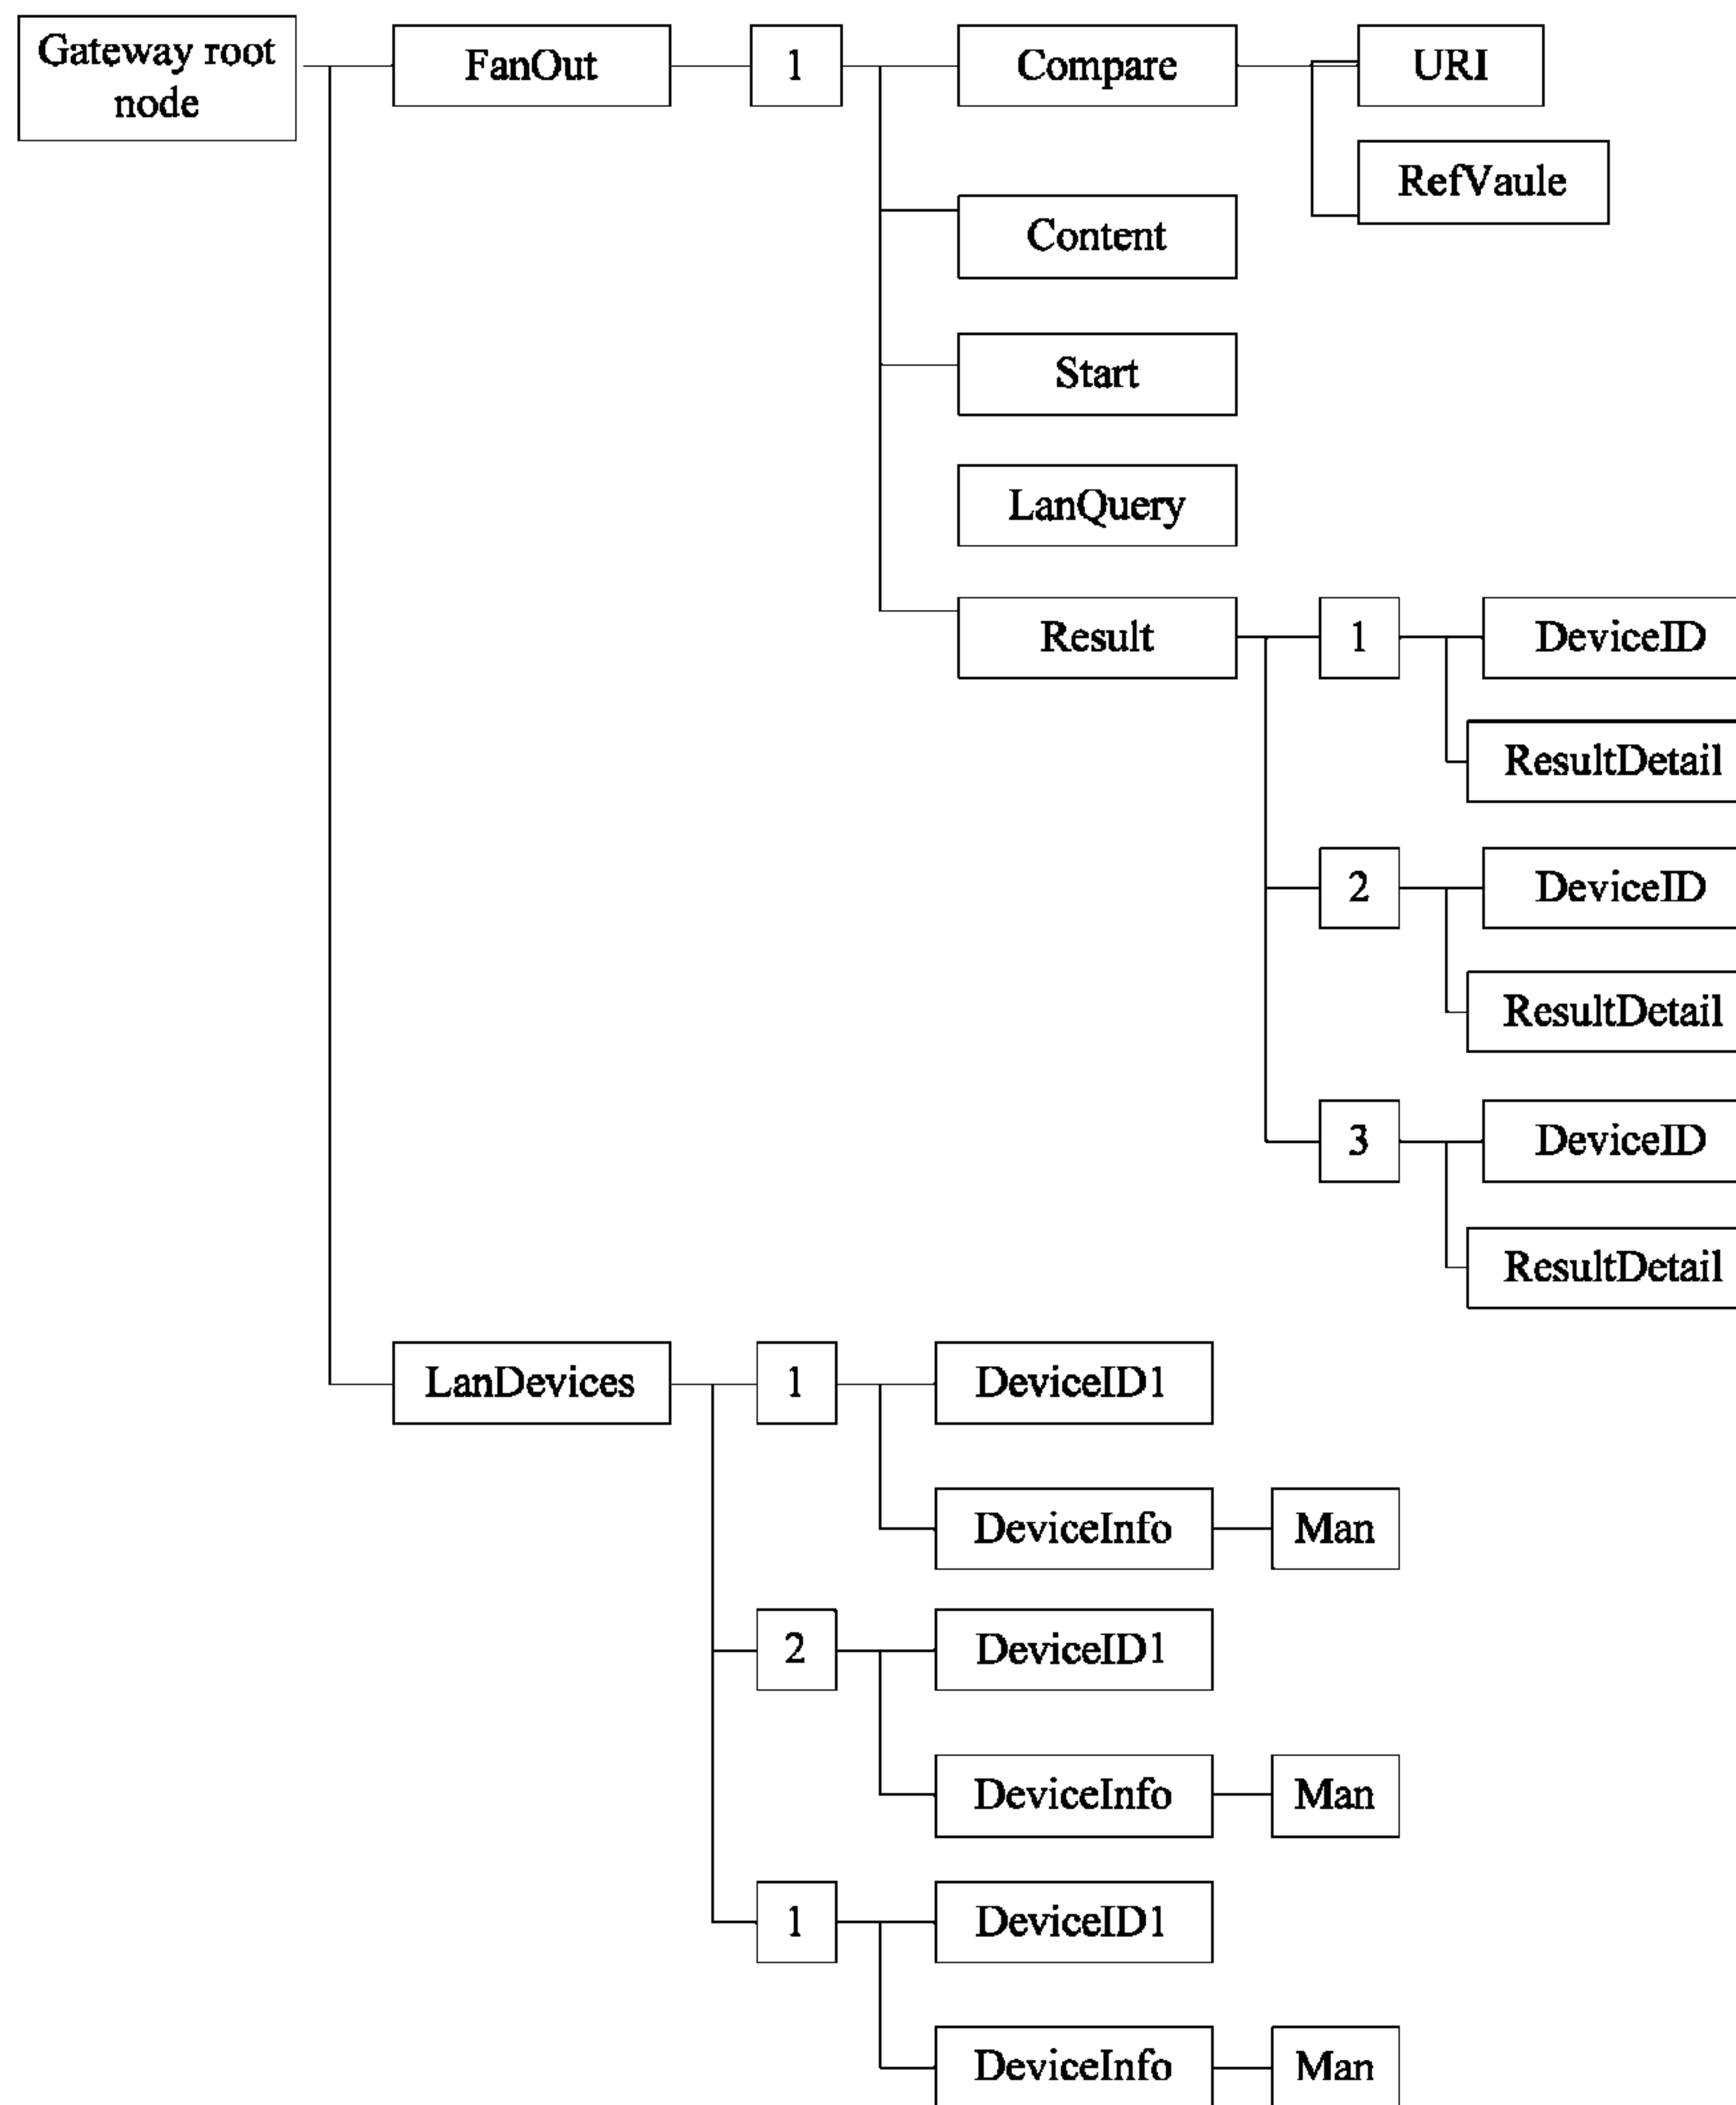 Gateway root
node
FanOut
1
Compare
URI
RefVaule
Content
Start
LanQuery
Result
1
DeviceID
ResultDetail
2
DeviceID
ResultDetail
3
DeviceID
ResultDetail
LanDevices
1
DeviceID1
DeviceInfo
Man
2
DeviceID1
DeviceInfo
Man
1
DeviceID1
DeviceInfo
Man